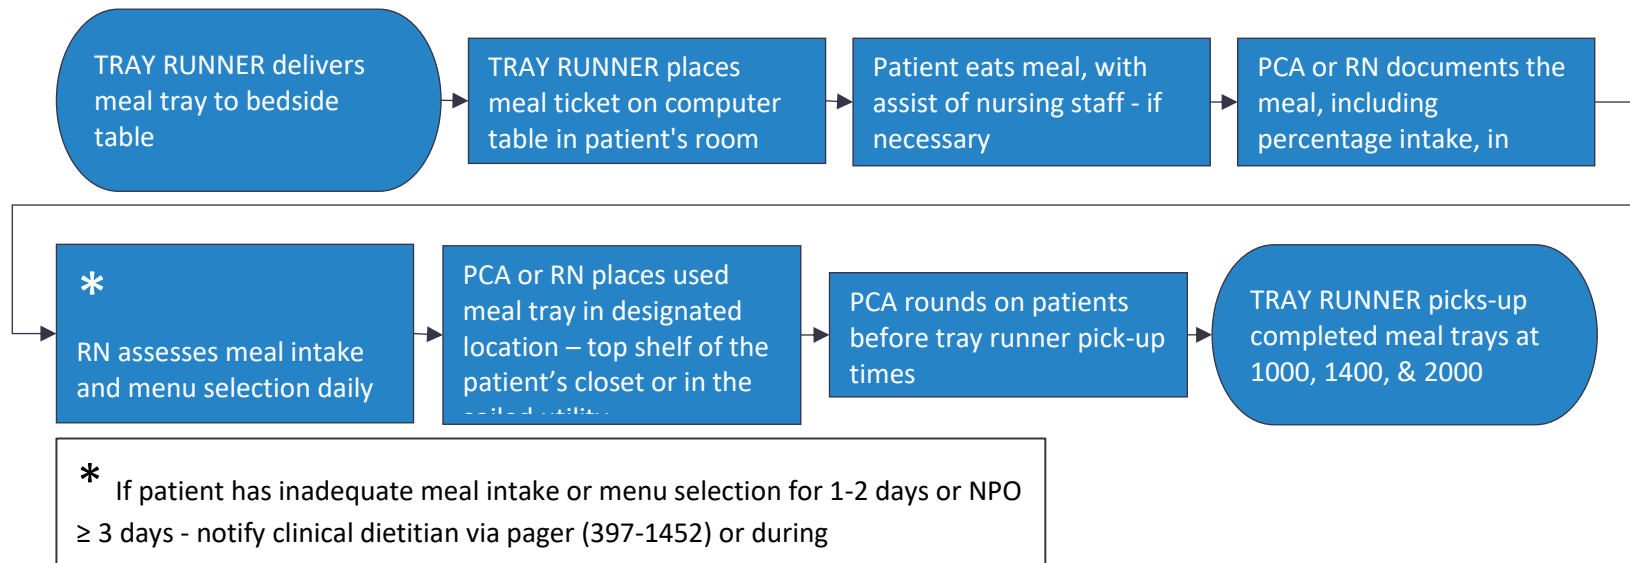 TRAY RUNNER delivers
meal tray to bedside
table
TRAY RUNNER places
meal ticket on computer
table in patient's room
Patient eats meal, with
assist of nursing staff - if
necessary
PCA or RN documents the
meal, including
percentage intake, in
*
RN assesses meal intake
and menu selection daily
PCA or RN places used
meal tray in designated
location – top shelf of the
patient’s closet or in the
PCA rounds on patients
before tray runner pick-up
times
TRAY RUNNER picks-up
completed meal trays at
1000, 1400, & 2000
* If patient has inadequate meal intake or menu selection for 1-2 days or NPO
≥ 3 days - notify clinical dietitian via pager (397-1452) or during